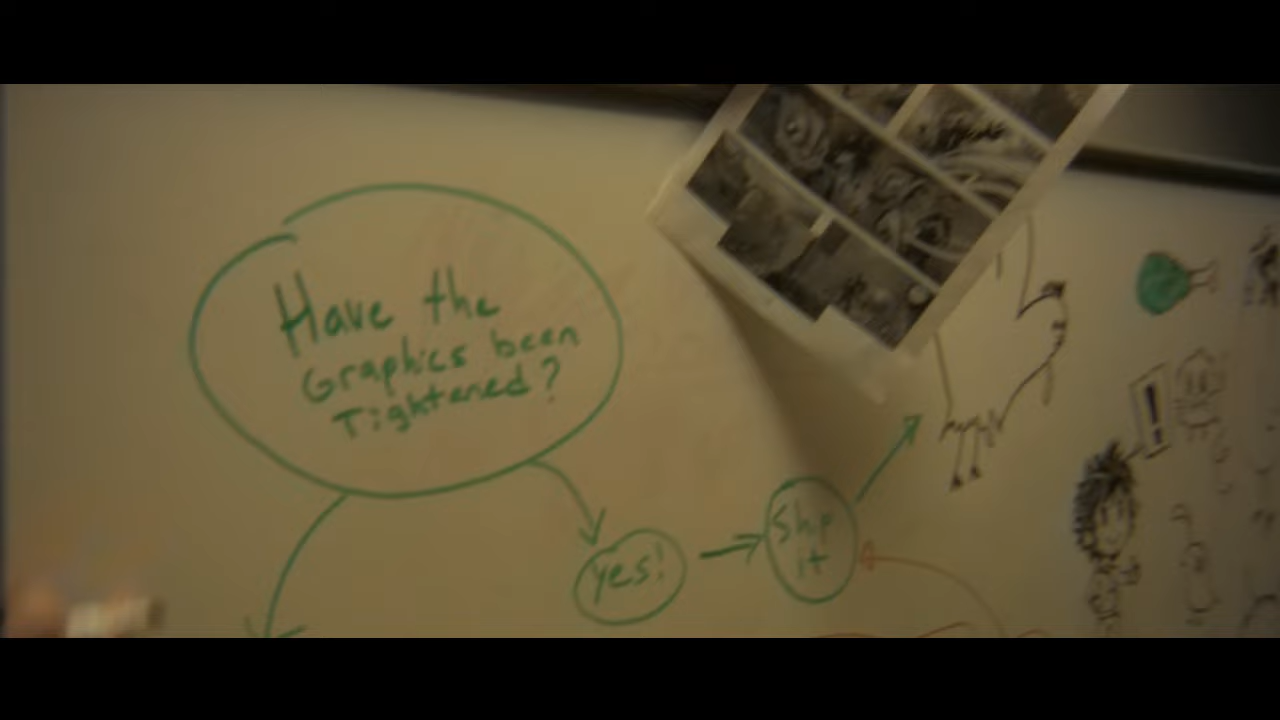 Have the
Graphics been
Tightened?
yes!
Ship
it
!